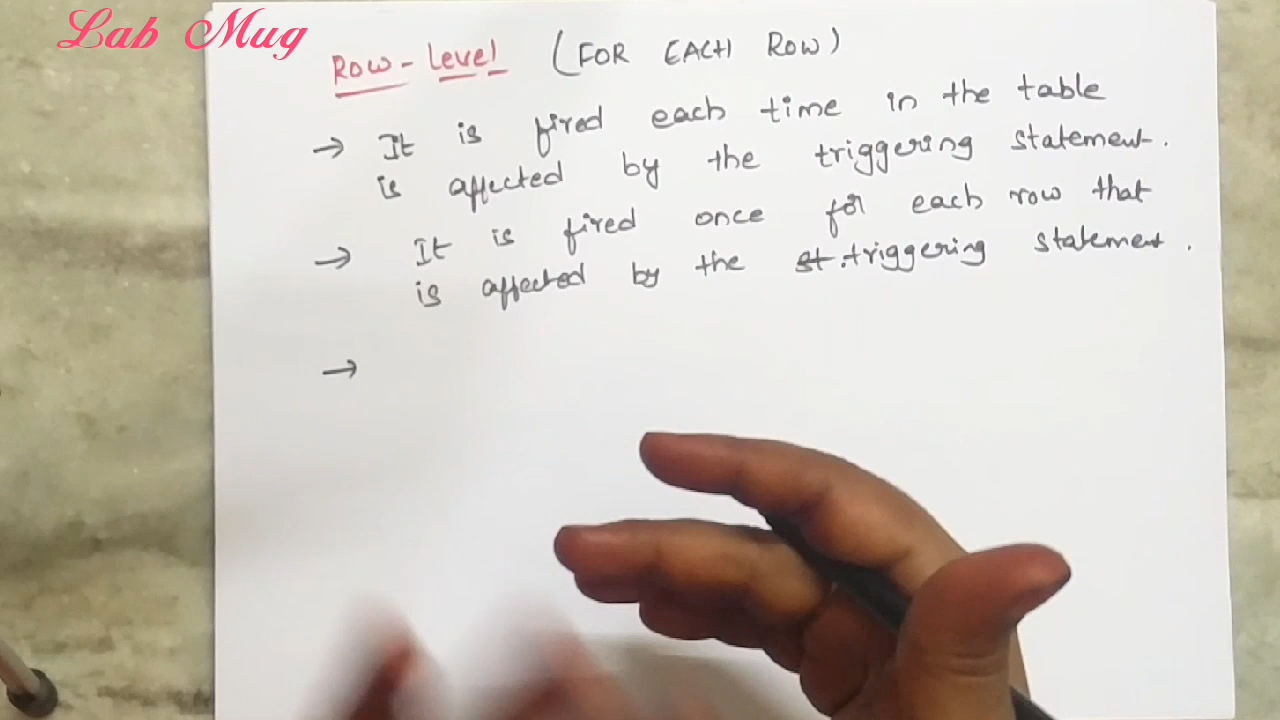 Lab Mug
Row-Level (FOR EACH ROW)
→ It is fired each time in the table
is affected by the triggering statement.
→ It is fired once for each row that
is affected by the st. triggering statement.
→